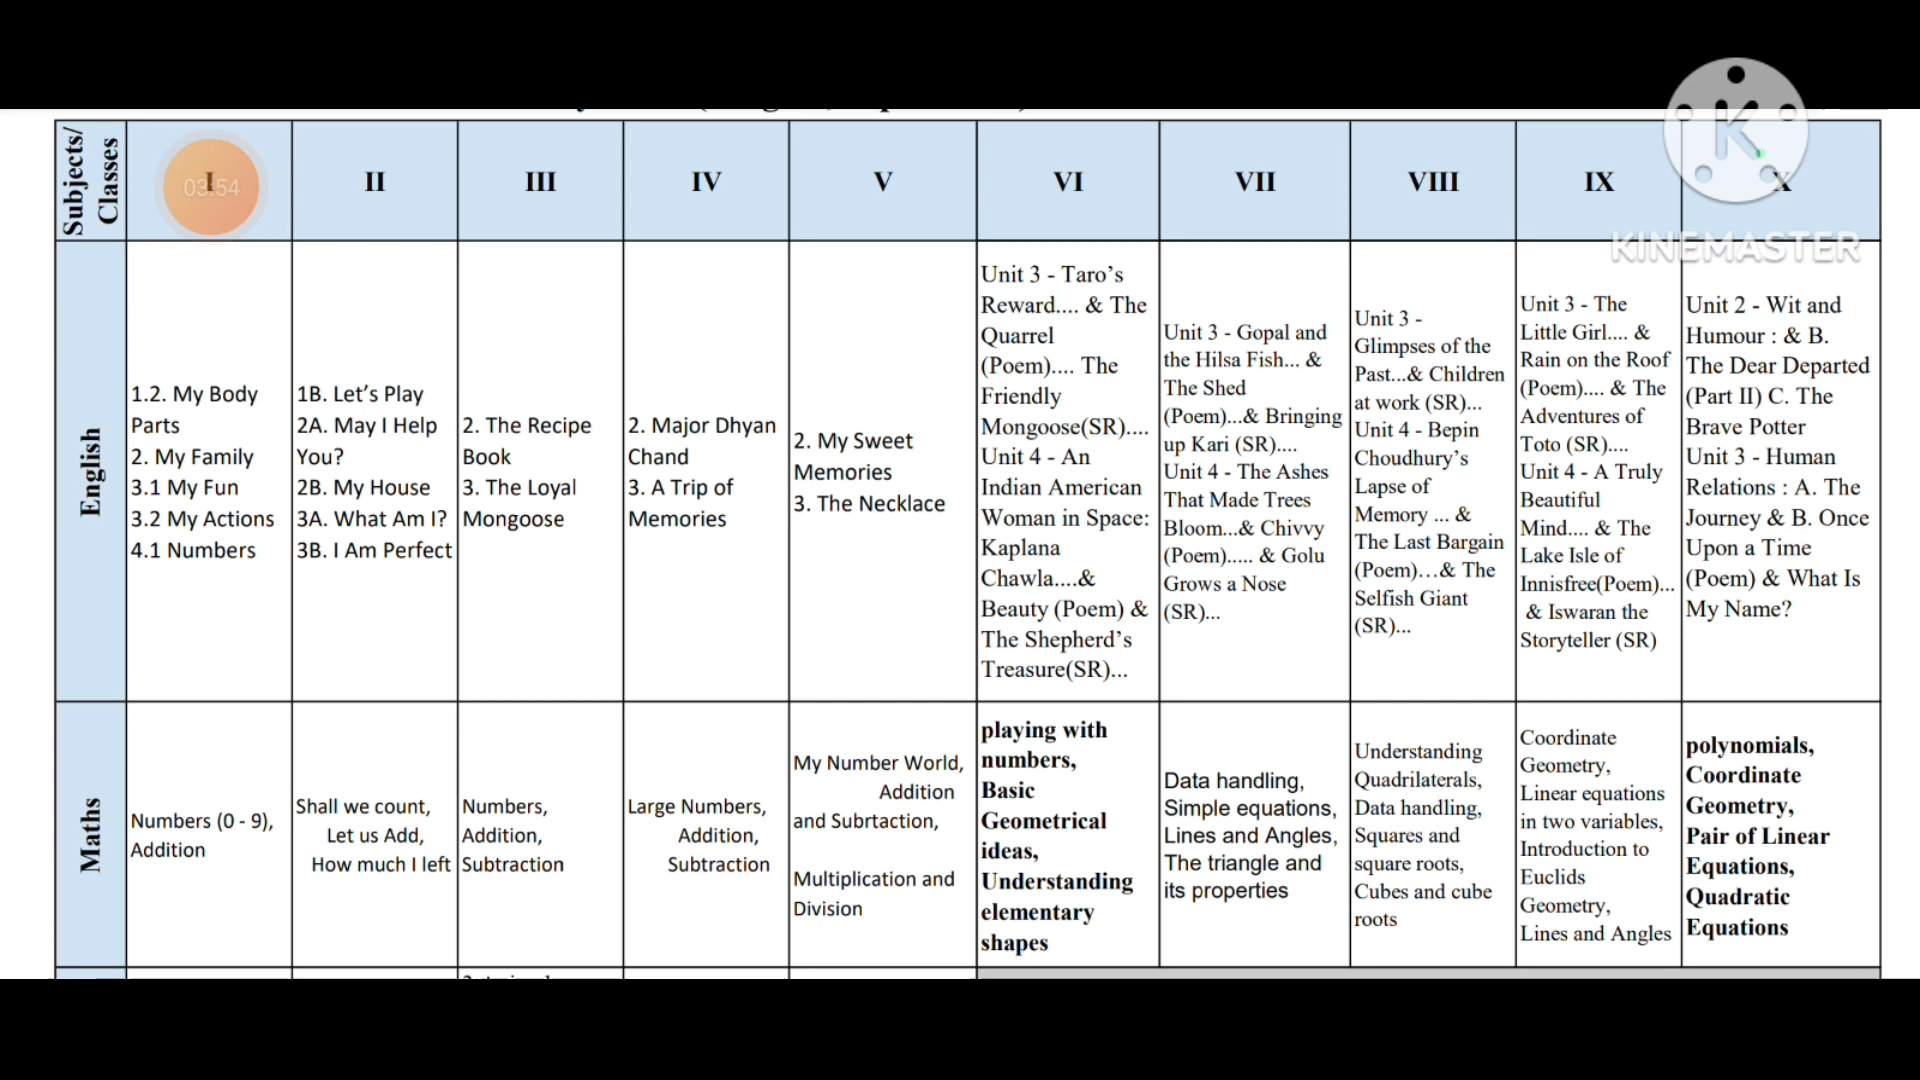 Subjects/
Classes
I
II
III
IV
V
VI
VII
VIII
IX
X
03:54
KINEMASTER
English
1.2. My Body
Parts
2. My Family
3.1 My Fun
3.2 My Actions
4.1 Numbers
1B. Let’s Play
2A. May I Help
You?
2B. My House
3A. What Am I?
3B. I Am Perfect
2. The Recipe
Book
3. The Loyal
Mongoose
2. Major Dhyan
Chand
3. A Trip of
Memories
2. My Sweet
Memories
3. The Necklace
Unit 3 - Taro’s
Reward.... & The
Quarrel
(Poem).... The
Friendly
Mongoose(SR)....
Unit 4 - An
Indian American
Woman in Space:
Kaplana
Chawla....&
Beauty (Poem) &
The Shepherd’s
Treasure(SR)...
Unit 3 - Gopal and
the Hilsa Fish... &
The Shed
(Poem)...& Bringing
up Kari (SR)....
Unit 4 - The Ashes
That Made Trees
Bloom...& Chivvy
(Poem)..... & Golu
Grows a Nose
(SR)...
Unit 3 -
Glimpses of the
Past...& Children
at work (SR)...
Unit 4 - Bepin
Choudhury’s
Lapse of
Memory ... &
The Last Bargain
(Poem)...& The
Selfish Giant
(SR)...
Unit 3 - The
Little Girl.... &
Rain on the Roof
(Poem).... & The
Adventures of
Toto (SR)....
Unit 4 - A Truly
Beautiful
Mind.... & The
Lake Isle of
Innisfree(Poem)...
& Iswaran the
Storyteller (SR)
Unit 2 - Wit and
Humour : & B.
The Dear Departed
(Part II) C. The
Brave Potter
Unit 3 - Human
Relations : A. The
Journey & B. Once
Upon a Time
(Poem) & What Is
My Name?
Maths
Numbers (0 - 9),
Addition
Shall we count,
Let us Add,
How much I left
Numbers,
Addition,
Subtraction
Large Numbers,
Addition,
Subtraction
My Number World,
Addition
and Subrtaction,
Multiplication and
Division
playing with
numbers,
Basic
Geometrical
ideas,
Understanding
elementary
shapes
Data handling,
Simple equations,
Lines and Angles,
The triangle and
its properties
Understanding
Quadrilaterals,
Data handling,
Squares and
square roots,
Cubes and cube
roots
Coordinate
Geometry,
Linear equations
in two variables,
Introduction to
Euclids
Geometry,
Lines and Angles
polynomials,
Coordinate
Geometry,
Pair of Linear
Equations,
Quadratic
Equations